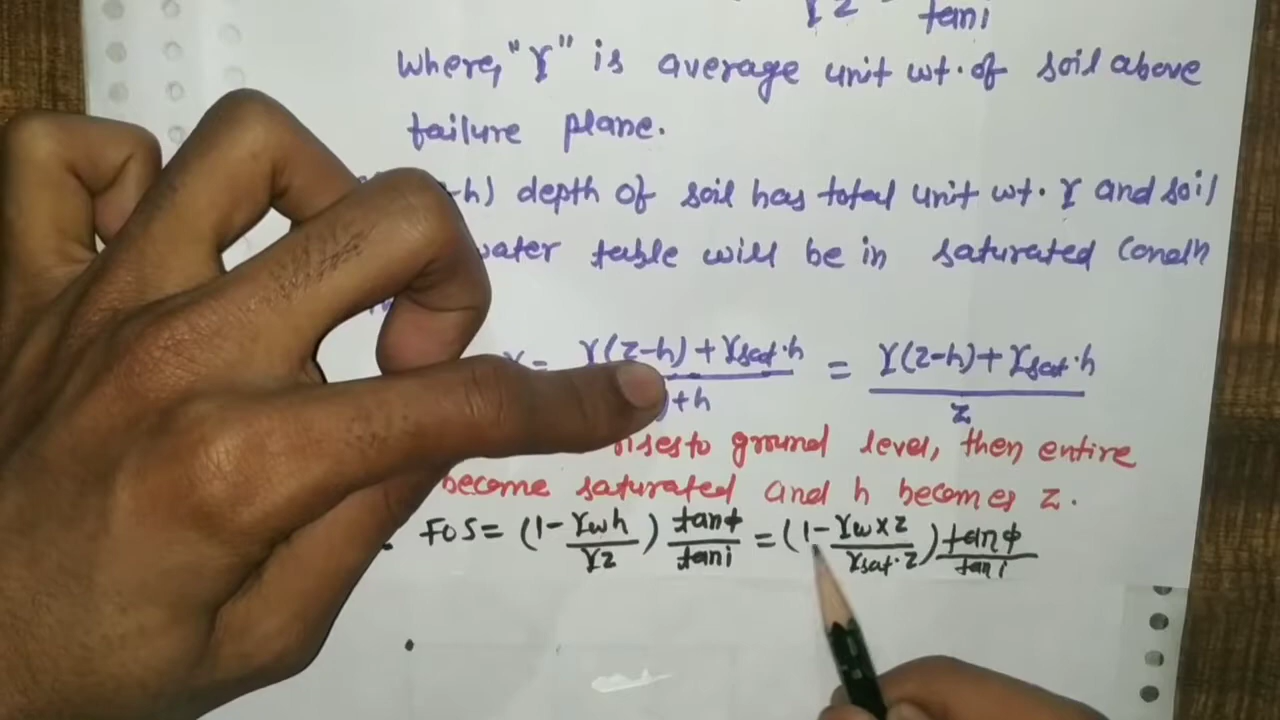 γz tani
where, "γ" is average unit wt. of soil above
failure plane.
-h) depth of soil has total unit wt. γ and soil
water table will be in saturated Condn
γ = γ(z-h) + γsat·h / )+h = γ(z-h) + γsat·h / z
rises to ground level, then entire
become saturated and h becomes z.
FOS = (1 - γwh / γz) tanφ / tani = (1 - γw×z / γsat·z) tanφ / tani